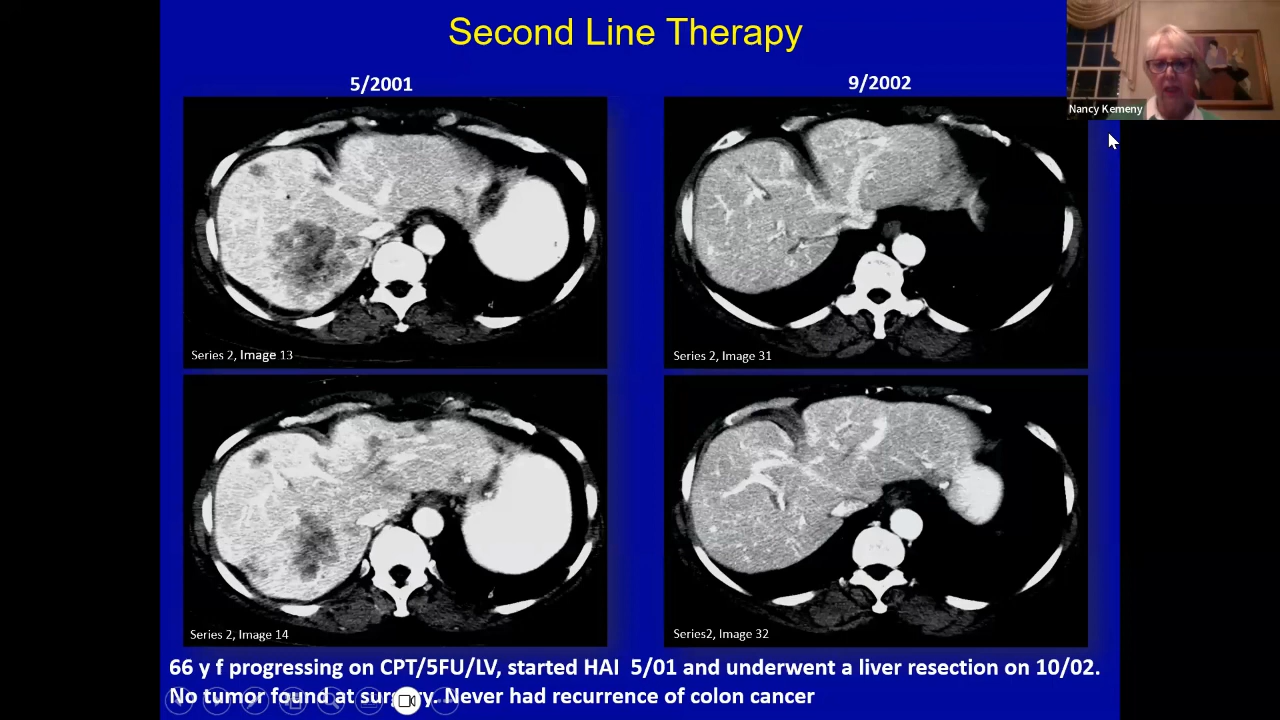 Second Line Therapy
5/2001
9/2002
Nancy Kemeny
Series 2, Image 13
Series 2, Image 31
Series 2, Image 14
Series2, Image 32
66 y f progressing on CPT/5FU/LV, started HAI 5/01 and underwent a liver resection on 10/02.
No tumor found at surgery. Never had recurrence of colon cancer